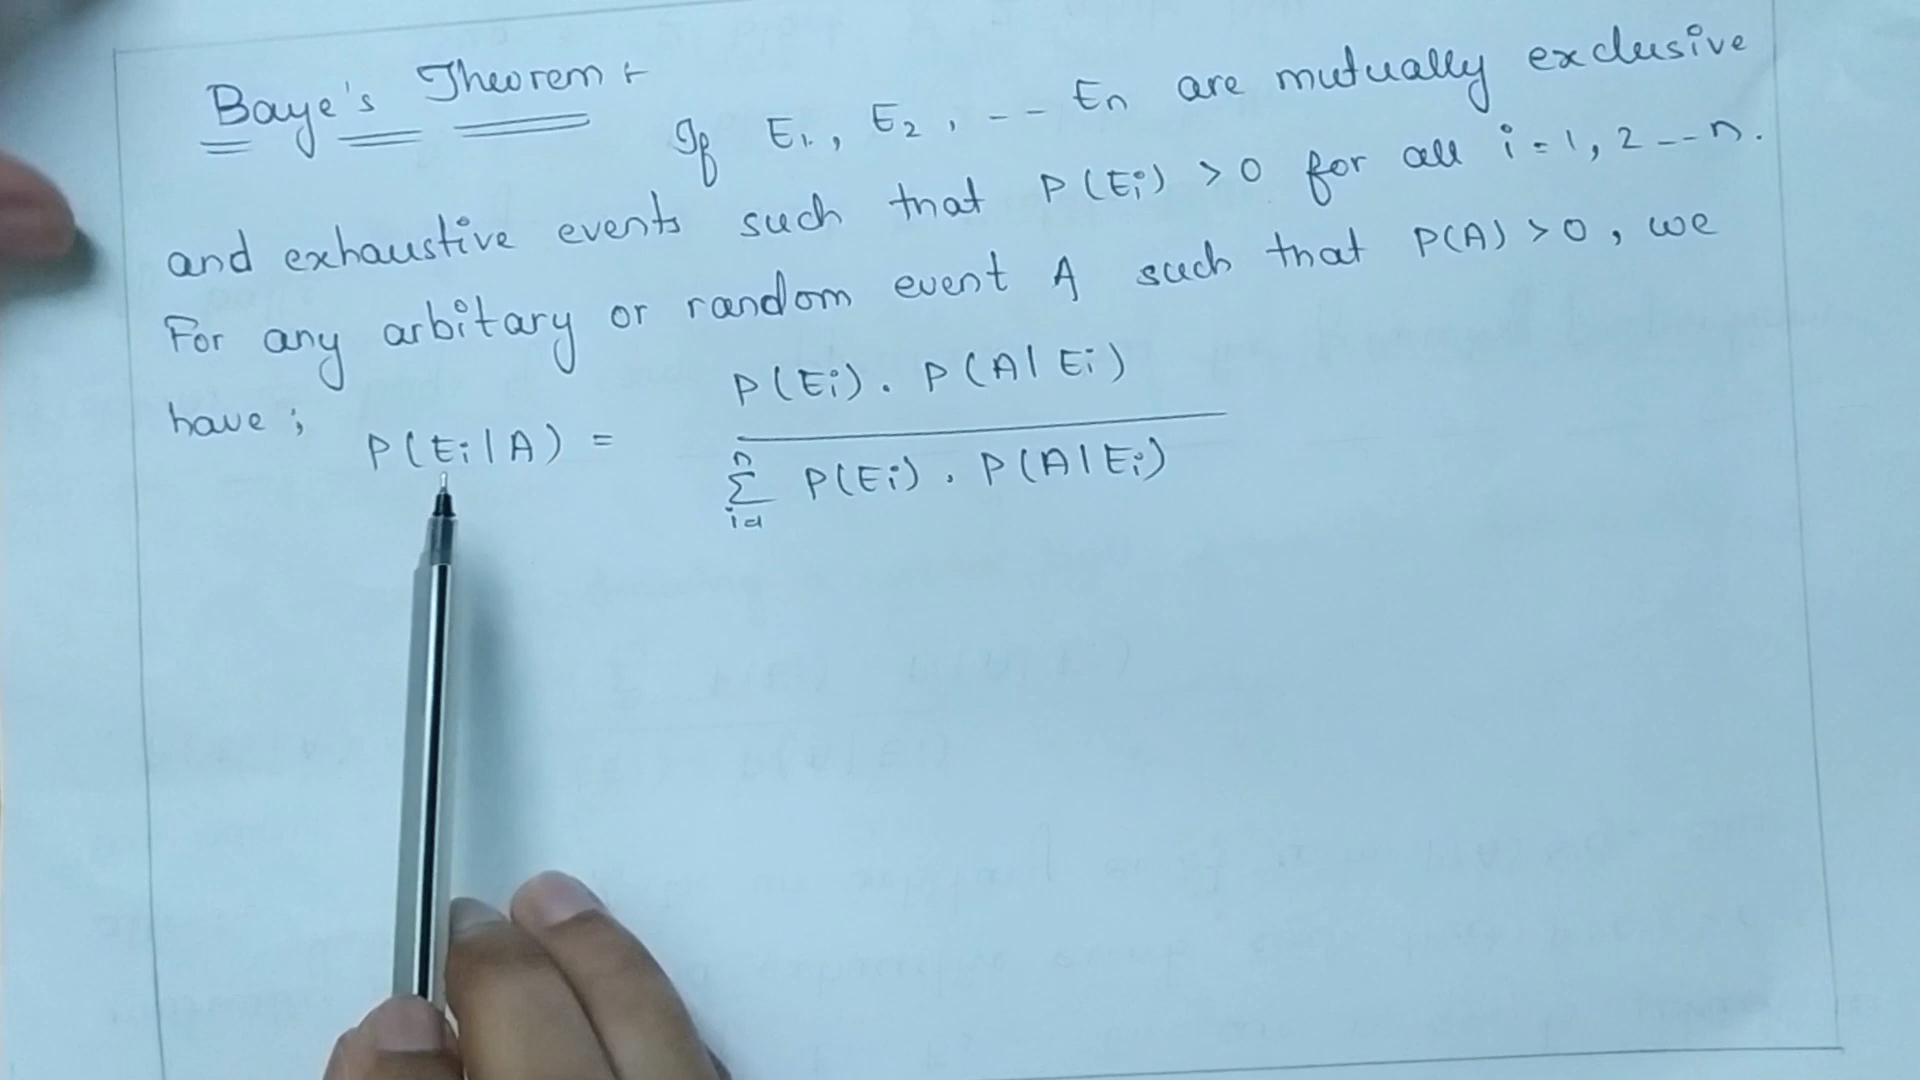 Baye's Theorem :-
If E1, E2, --- En are mutually exclusive
and exhaustive events such that P(Ei) > 0 for all i = 1, 2 --- n.
For any arbitary or random event A such that P(A) > 0, we
have ;
P(Ei | A) = P(Ei) . P(A | Ei)
n
Σ P(Ei) . P(A | Ei)
i=1